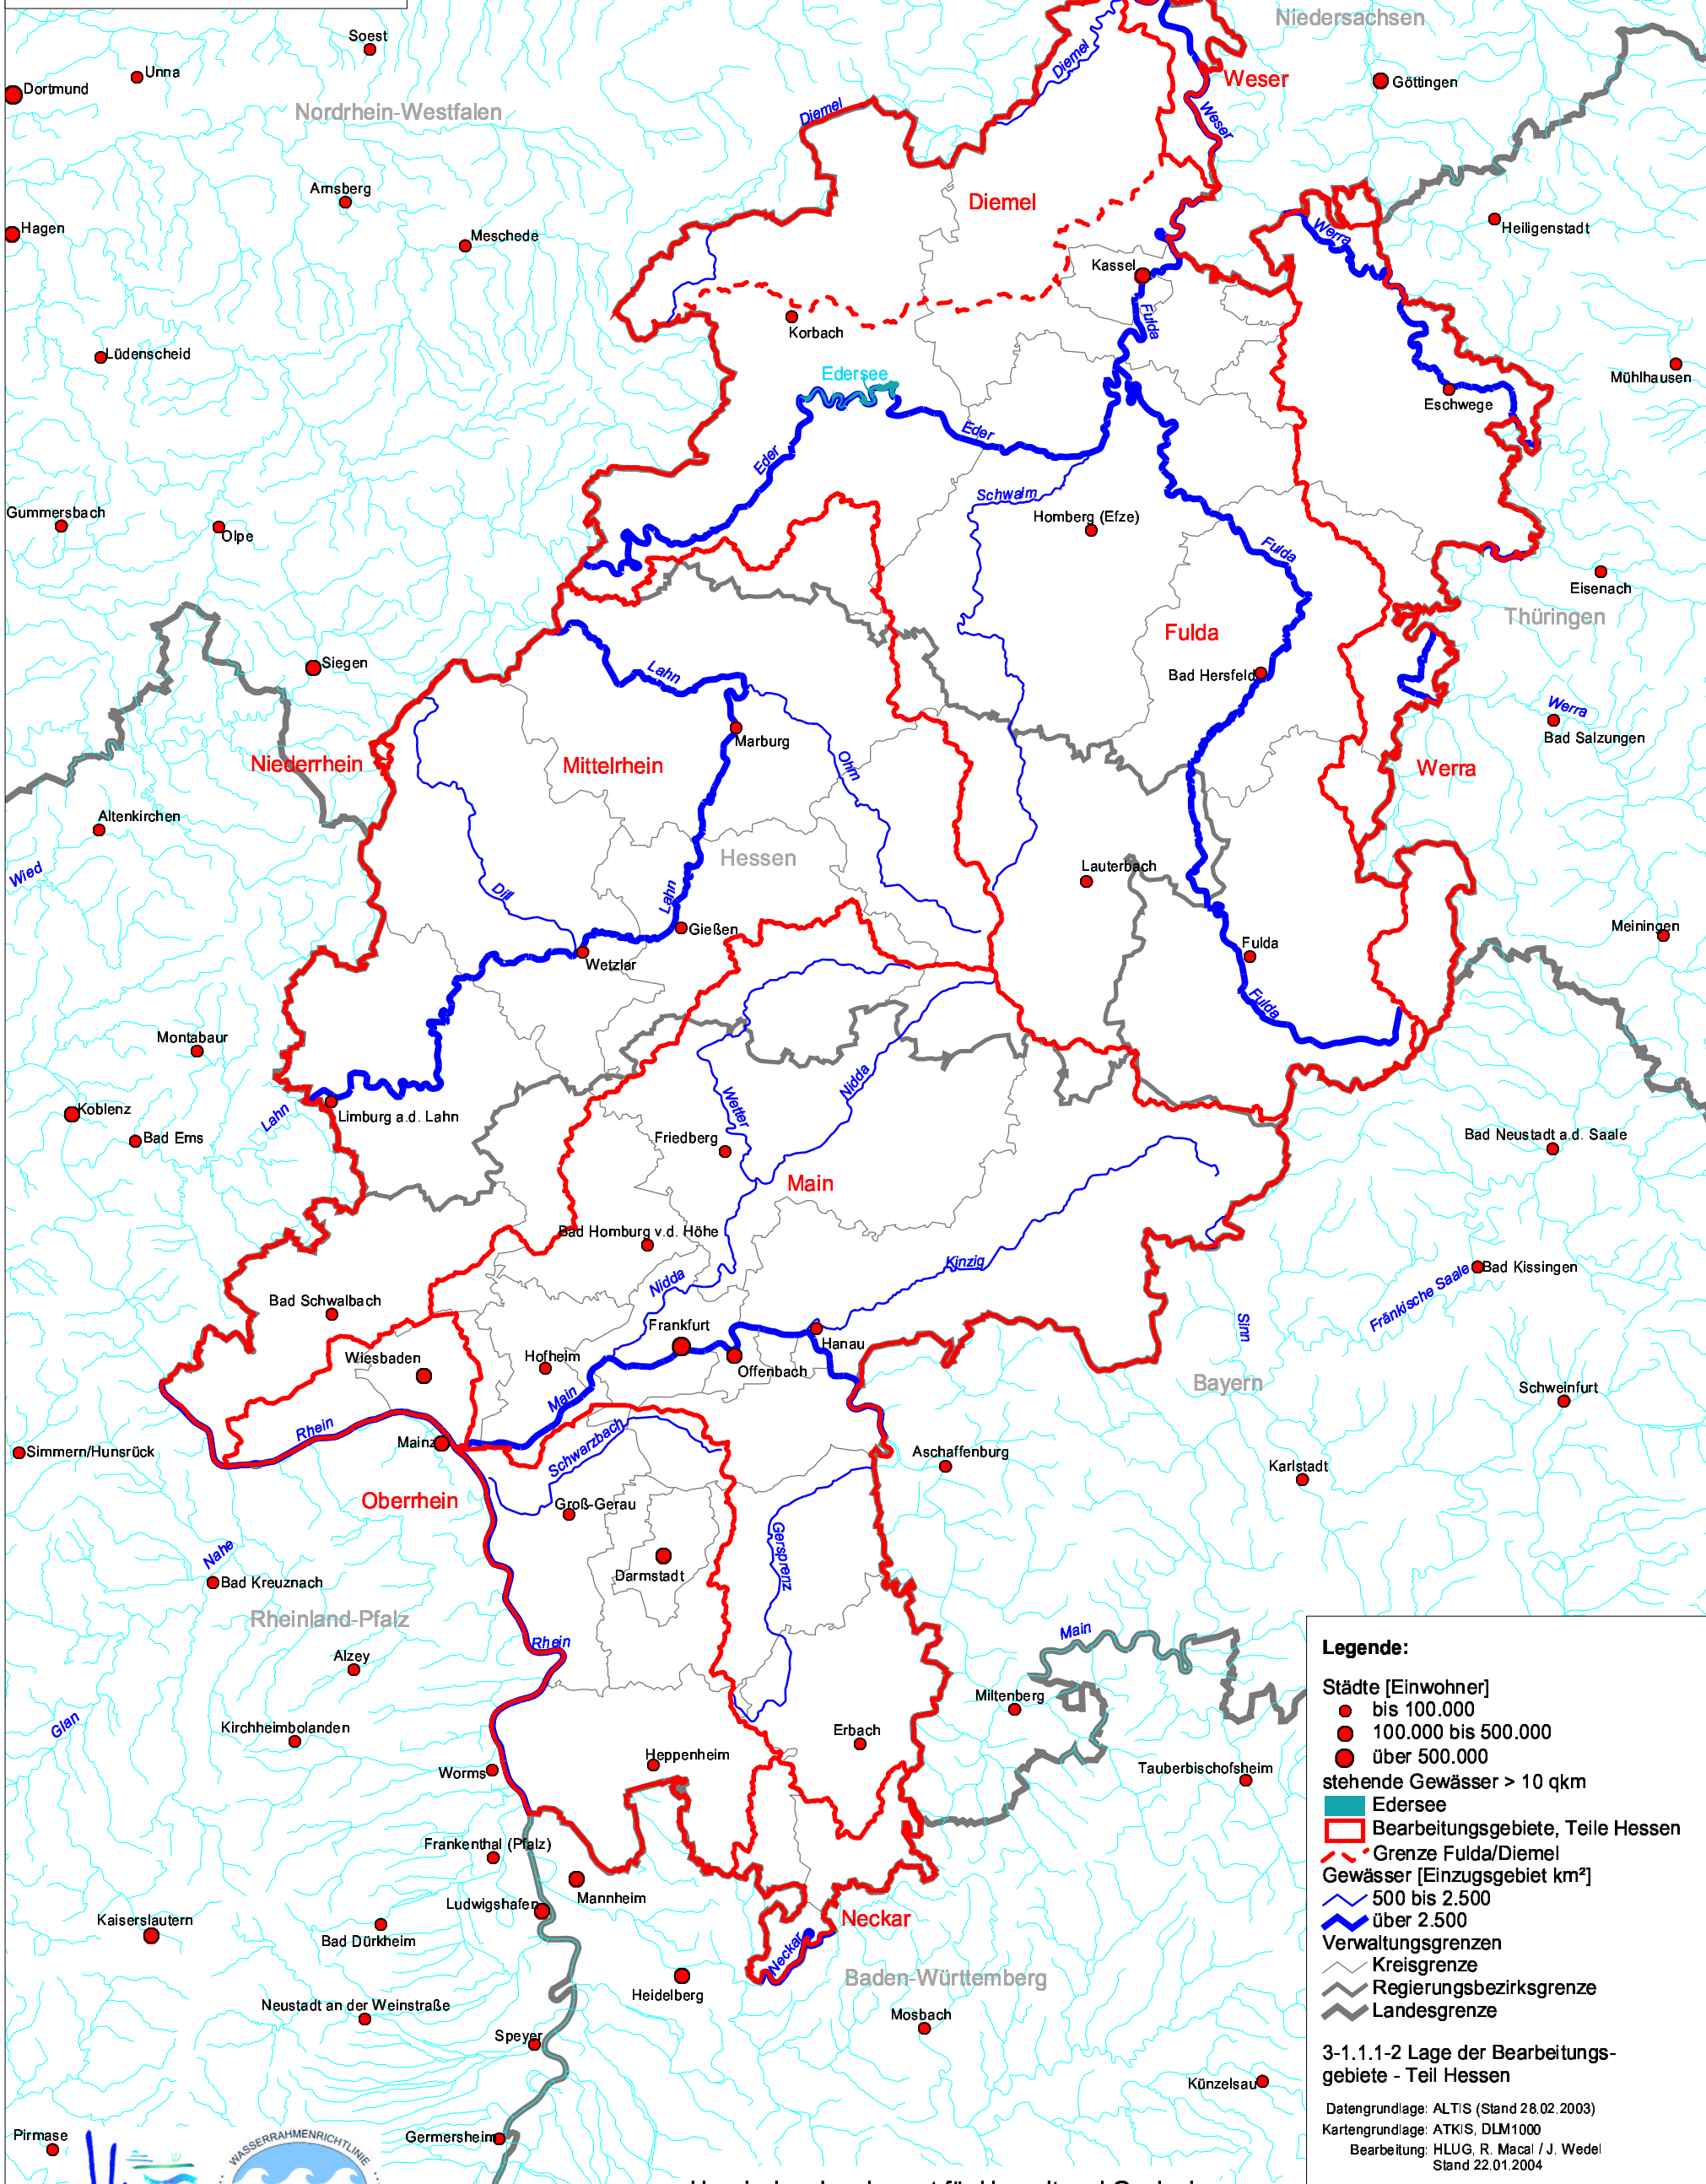 Niedersachsen
Soest
Unna
Dortmund
Diemel
Weser
Göttingen
Nordrhein-Westfalen
Diemel
Weser
Arnsberg
Diemel
Hagen
Meschede
Heiligenstadt
Werra
Kassel
Fulda
Korbach
Lüdenscheid
Edersee
Mühlhausen
Eschwege
Eder
Eder
Schwalm
Gummersbach
Olpe
Homberg (Efze)
Fulda
Eisenach
Thüringen
Fulda
Siegen
Lahn
Bad Hersfeld
Werra
Marburg
Bad Salzungen
Niederrhein
Mittelrhein
Ohm
Werra
Altenkirchen
Hessen
Lauterbach
Wied
Dill
Lahn
Meiningen
Gießen
Fulda
Wetzlar
Fulda
Montabaur
Nidda
Wetter
Koblenz
Lahn
Limburg a.d. Lahn
Bad Ems
Friedberg
Bad Neustadt a.d. Saale
Main
Bad Homburg v.d. Höhe
Kinzig
Bad Kissingen
Nidda
Fränkische Saale
Bad Schwalbach
Sinn
Frankfurt
Hanau
Wiesbaden
Hofheim
Offenbach
Bayern
Schweinfurt
Main
Rhein
Mainz
Schwarzbach
Simmern/Hunsrück
Aschaffenburg
Karlstadt
Oberrhein
Groß-Gerau
Nahe
Gersprenz
Darmstadt
Bad Kreuznach
Rheinland-Pfalz
Rhein
Main
Alzey
Miltenberg
Glan
Kirchheimbolanden
Erbach
Heppenheim
Worms
Tauberbischofsheim
Frankenthal (Pfalz)
Mannheim
Ludwigshafen
Kaiserslautern
Neckar
Bad Dürkheim
Neckar
Baden-Württemberg
Heidelberg
Neustadt an der Weinstraße
Mosbach
Speyer
Künzelsau
Pirmase
Germersheim
WASSERRAHMENRICHTLINIE
Legende:
Städte [Einwohner]
bis 100.000
100.000 bis 500.000
über 500.000
stehende Gewässer > 10 qkm
Edersee
Bearbeitungsgebiete, Teile Hessen
Grenze Fulda/Diemel
Gewässer [Einzugsgebiet km²]
500 bis 2.500
über 2.500
Verwaltungsgrenzen
Kreisgrenze
Regierungsbezirksgrenze
Landesgrenze
3-1.1.1-2 Lage der Bearbeitungs-
gebiete - Teil Hessen
Datengrundlage: ALTIS (Stand 28.02.2003)
Kartengrundlage: ATKIS, DLM1000
Bearbeitung: HLUG, R. Macal / J. Wedel
Stand 22.01.2004